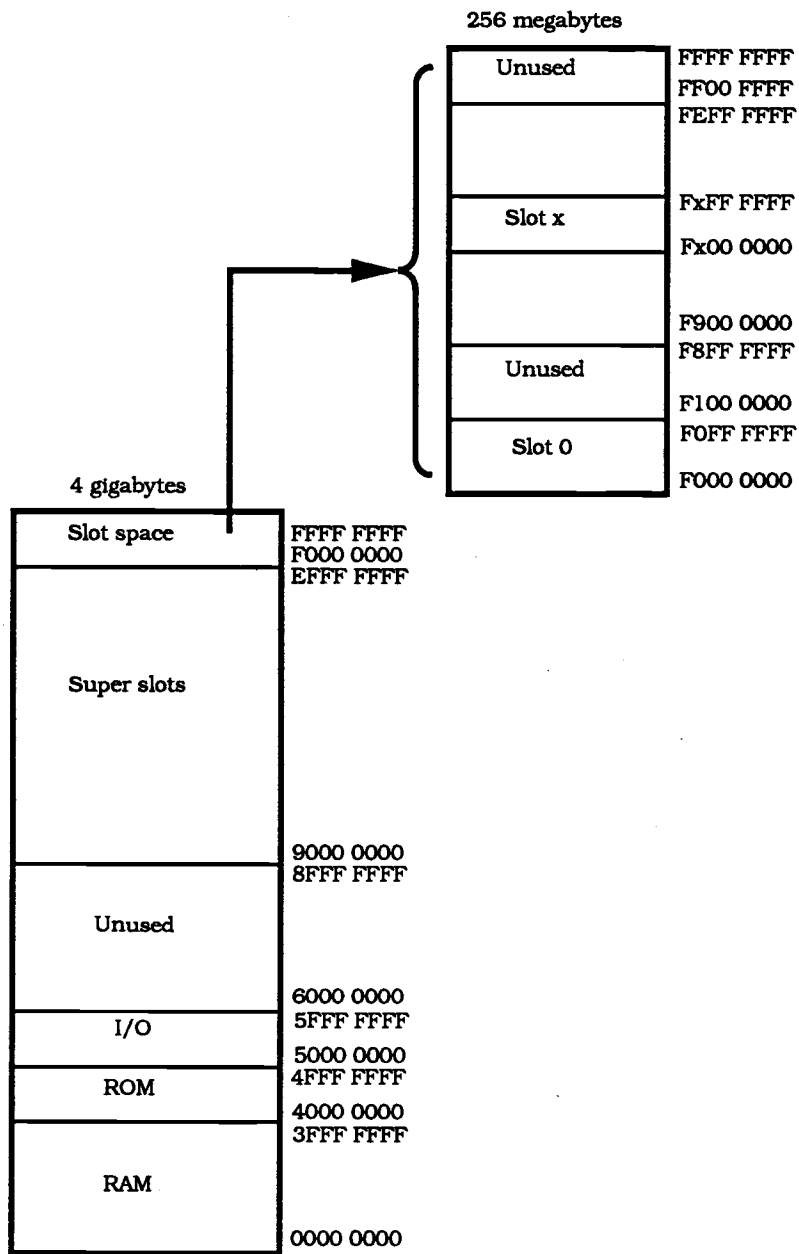 256 megabytes
Unused
FFFF FFFF
FF00 FFFF
FEFF FFFF
FxFF FFFF
Slot x
Fx00 0000
F900 0000
F8FF FFFF
Unused
F100 0000
F0FF FFFF
Slot 0
F000 0000
4 gigabytes
Slot space
FFFF FFFF
F000 0000
EFFF FFFF
Super slots
9000 0000
8FFF FFFF
Unused
6000 0000
5FFF FFFF
I/O
5000 0000
4FFF FFFF
ROM
4000 0000
3FFF FFFF
RAM
0000 0000